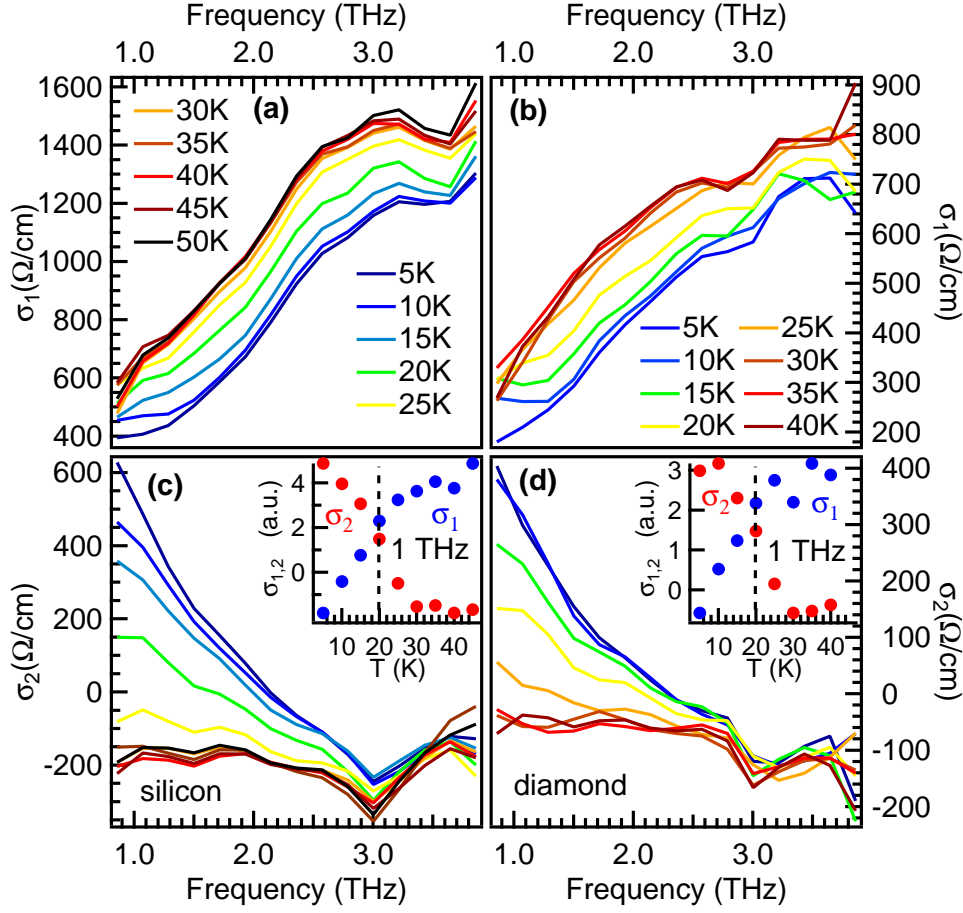 Frequency (THz)
Frequency (THz)
1.0 2.0 3.0
1.0 2.0 3.0
(a)
30K
35K
40K
45K
50K
5K
10K
15K
20K
25K
1600
1400
1200
1000
800
600
400
σ1(Ω/cm)
(b)
5K
10K
15K
20K
25K
30K
35K
40K
900
800
700
600
500
400
300
200
σ1(Ω/cm)
(c)
600
400
200
0
-200
σ2(Ω/cm)
silicon
σ1,2 (a.u.)
4
2
0
σ2
σ1
1 THz
10 20 30 40
T (K)
1.0 2.0 3.0
Frequency (THz)
(d)
σ1,2 (a.u.)
3
2
1
0
σ2
σ1
1 THz
10 20 30 40
T (K)
400
300
200
100
0
-100
-200
σ2(Ω/cm)
diamond
1.0 2.0 3.0
Frequency (THz)